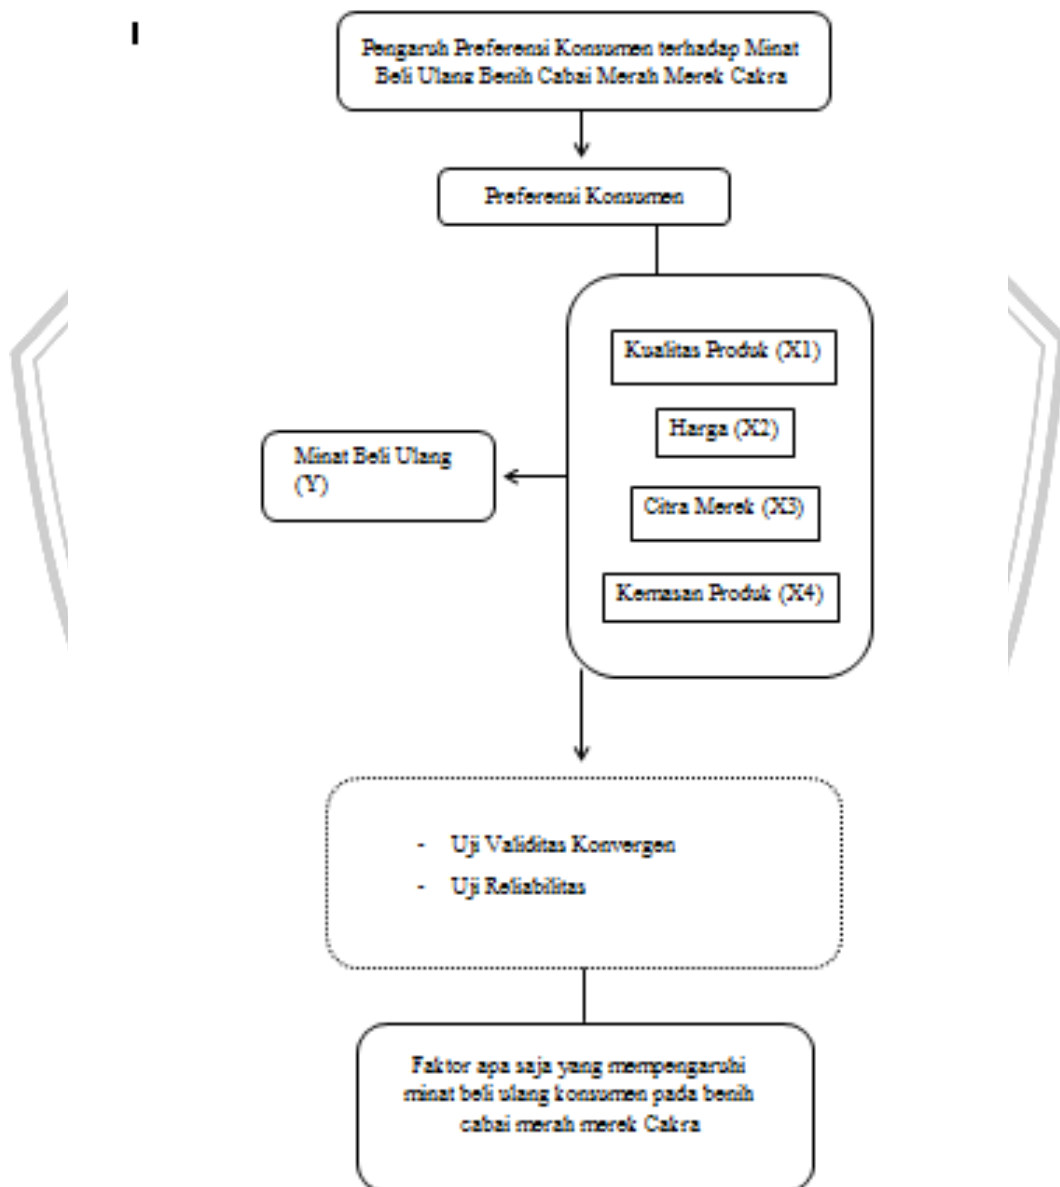 Pengaruh Preferensi Konsumen terhadap Minat
Beli Ulang Benih Cabai Merah Merek Cakra
Preferensi Konsumen
Kualitas Produk (X1)
Harga (X2)
Minat Beli Ulang
(Y)
Citra Merek (X3)
Kemasan Produk (X4)
- Uji Validitas Konvergen
- Uji Reliabilitas
Faktor apa saja yang mempengaruhi
minat beli ulang konsumen pada benih
cabai merah merek Cakra